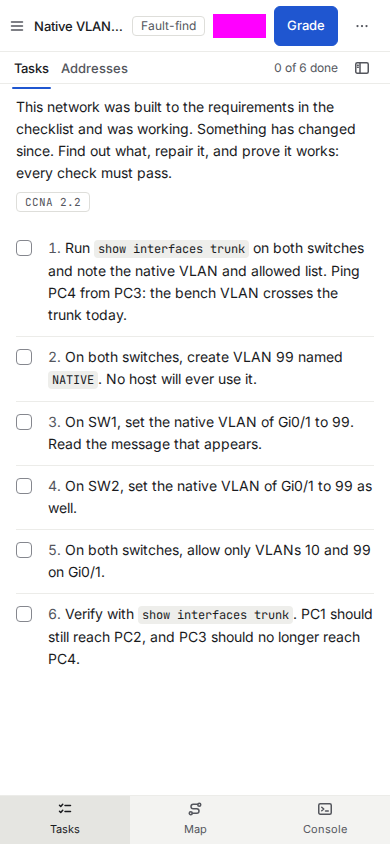 Native VLAN... Fault-find Grade
Tasks Addresses 0 of 6 done
This network was built to the requirements in the
checklist and was working. Something has changed
since. Find out what, repair it, and prove it works:
every check must pass.
CCNA 2.2
1. Run show interfaces trunk on both switches
and note the native VLAN and allowed list. Ping
PC4 from PC3: the bench VLAN crosses the
trunk today.
2. On both switches, create VLAN 99 named
NATIVE. No host will ever use it.
3. On SW1, set the native VLAN of Gi0/1 to 99.
Read the message that appears.
4. On SW2, set the native VLAN of Gi0/1 to 99 as
well.
5. On both switches, allow only VLANs 10 and 99
on Gi0/1.
6. Verify with show interfaces trunk. PC1 should
still reach PC2, and PC3 should no longer reach
PC4.
Tasks Map Console